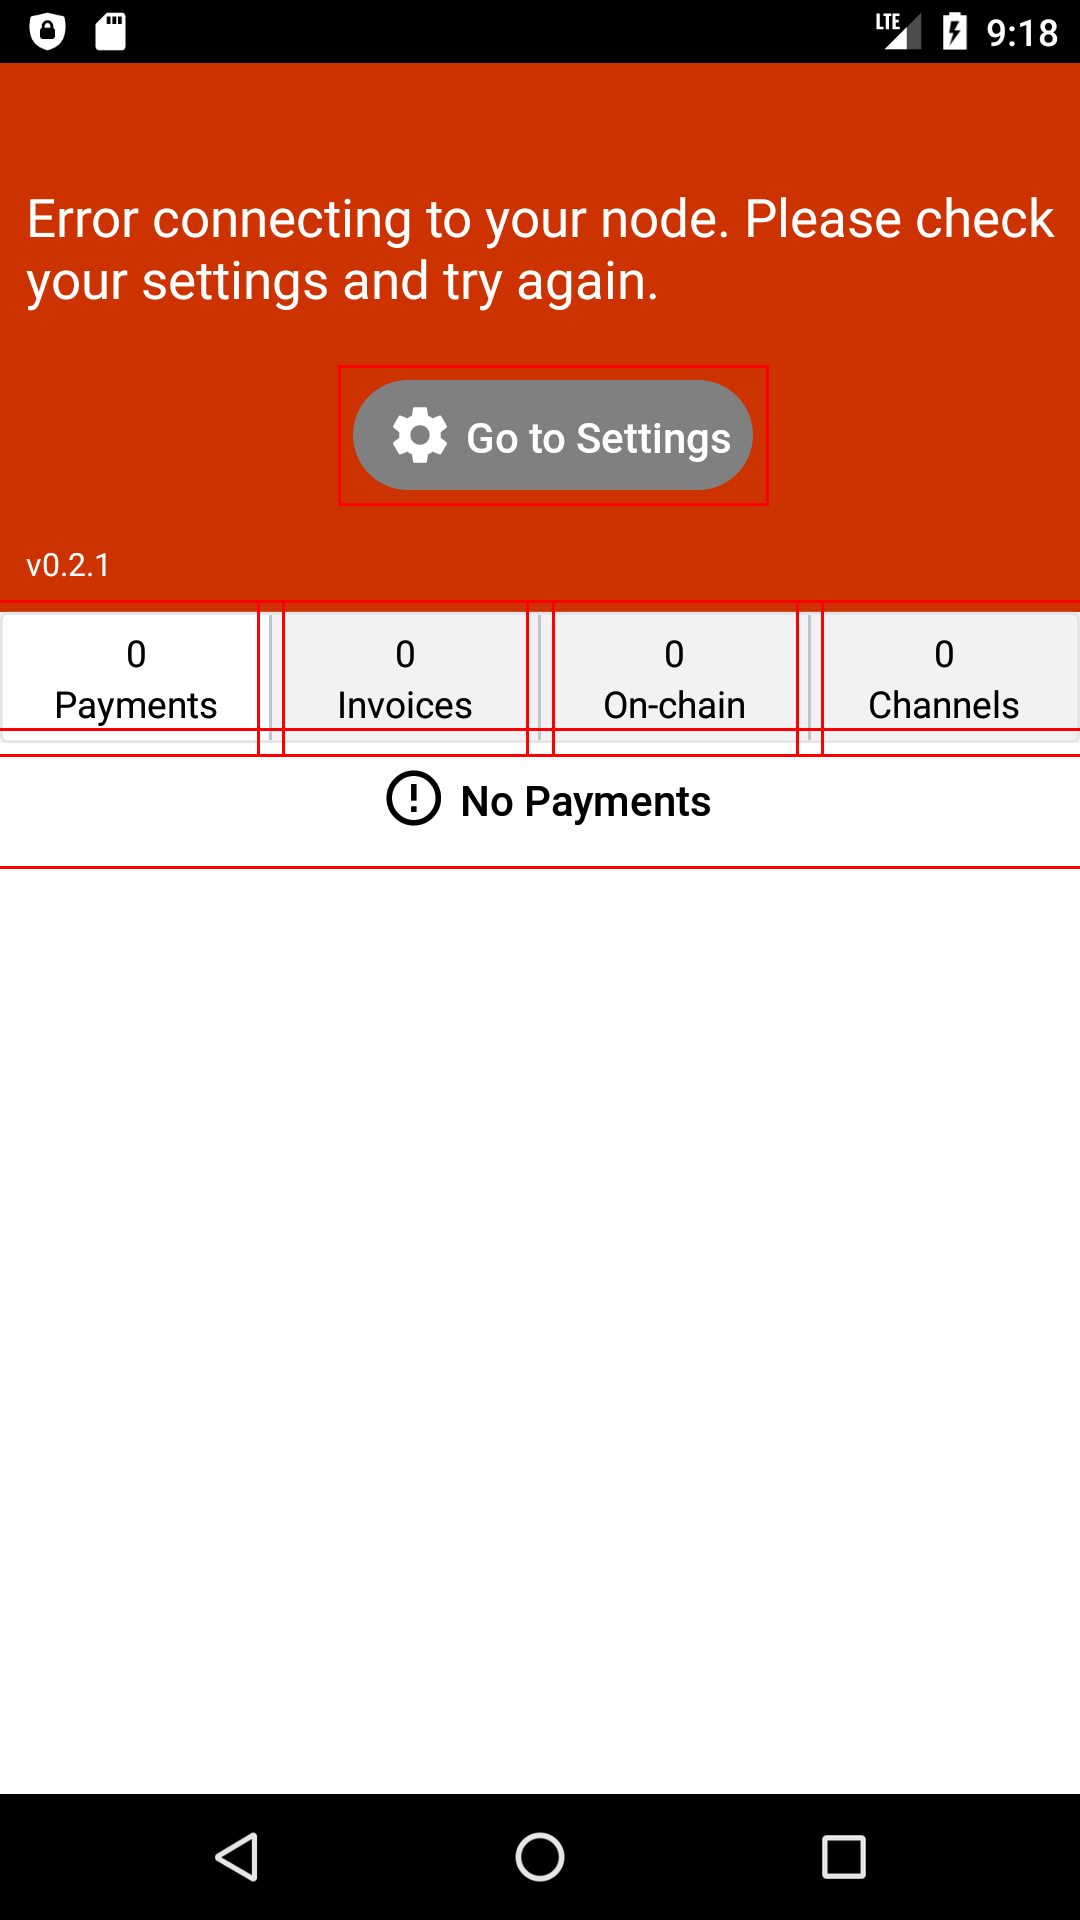 LTE 9:18
Error connecting to your node. Please check
your settings and try again.
Go to Settings
v0.2.1
0 0 0 0
Payments Invoices On-chain Channels
No Payments